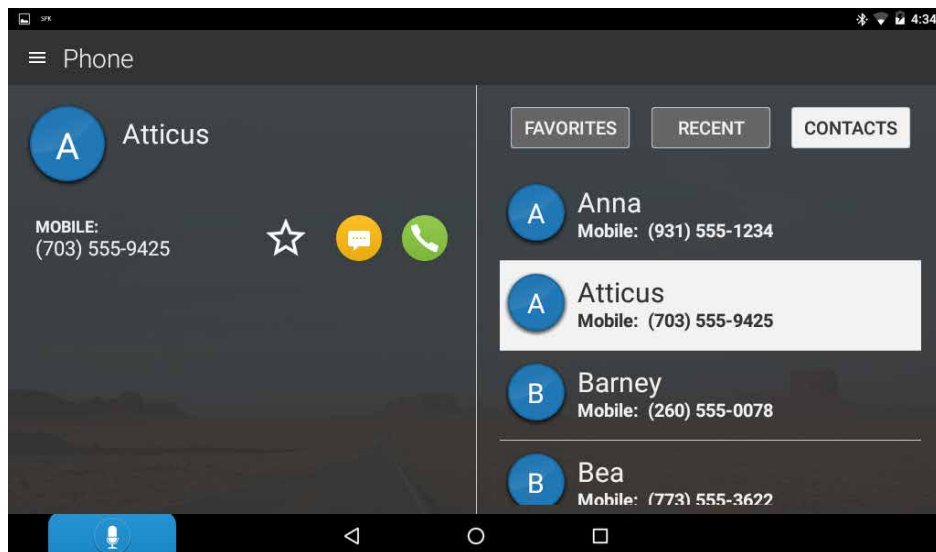 SPK
4:34
Phone
A
Atticus
MOBILE:
(703) 555-9425
FAVORITES
RECENT
CONTACTS
A
Anna
Mobile: (931) 555-1234
A
Atticus
Mobile: (703) 555-9425
B
Barney
Mobile: (260) 555-0078
B
Bea
Mobile: (773) 555-3622